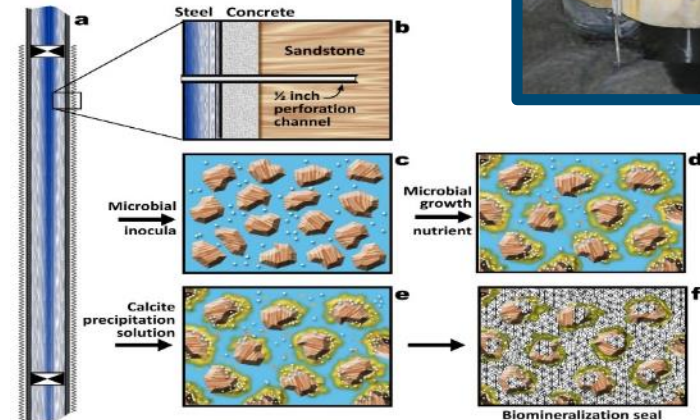 Steel Concrete
a
b
Sandstone
½ inch
perforation
channel
c
d
Microbial
inocula
Microbial
growth
nutrient
e
f
Calcite
precipitation
solution
Biomineralization seal